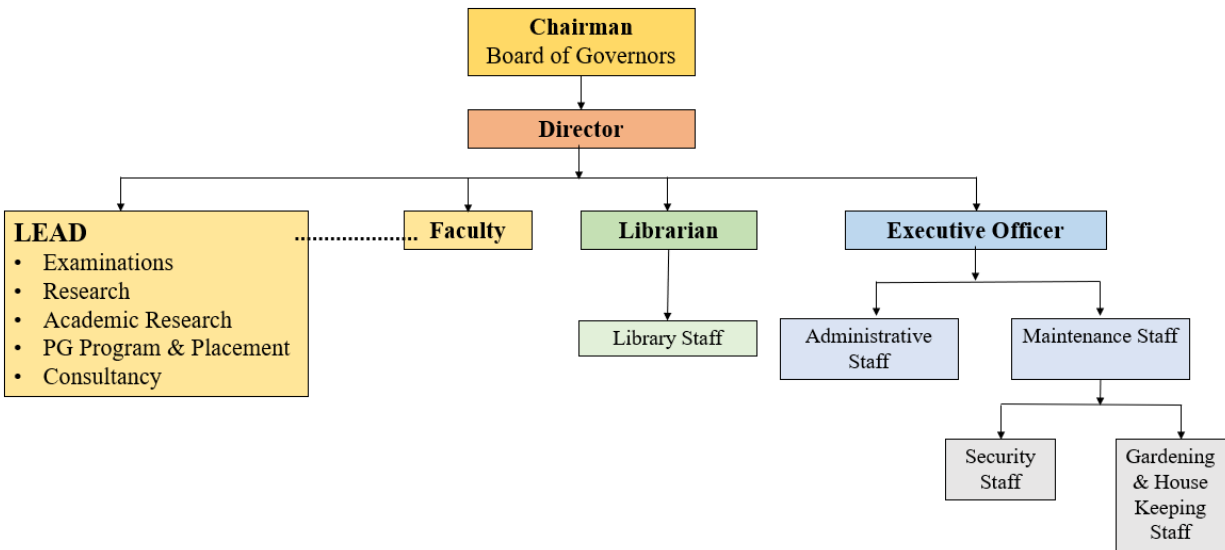 Chairman
Board of Governors
Director
LEAD
• Examinations
• Research
• Academic Research
• PG Program & Placement
• Consultancy
Faculty
Librarian
Executive Officer
Library Staff
Administrative
Staff
Maintenance Staff
Security
Staff
Gardening
& House
Keeping
Staff